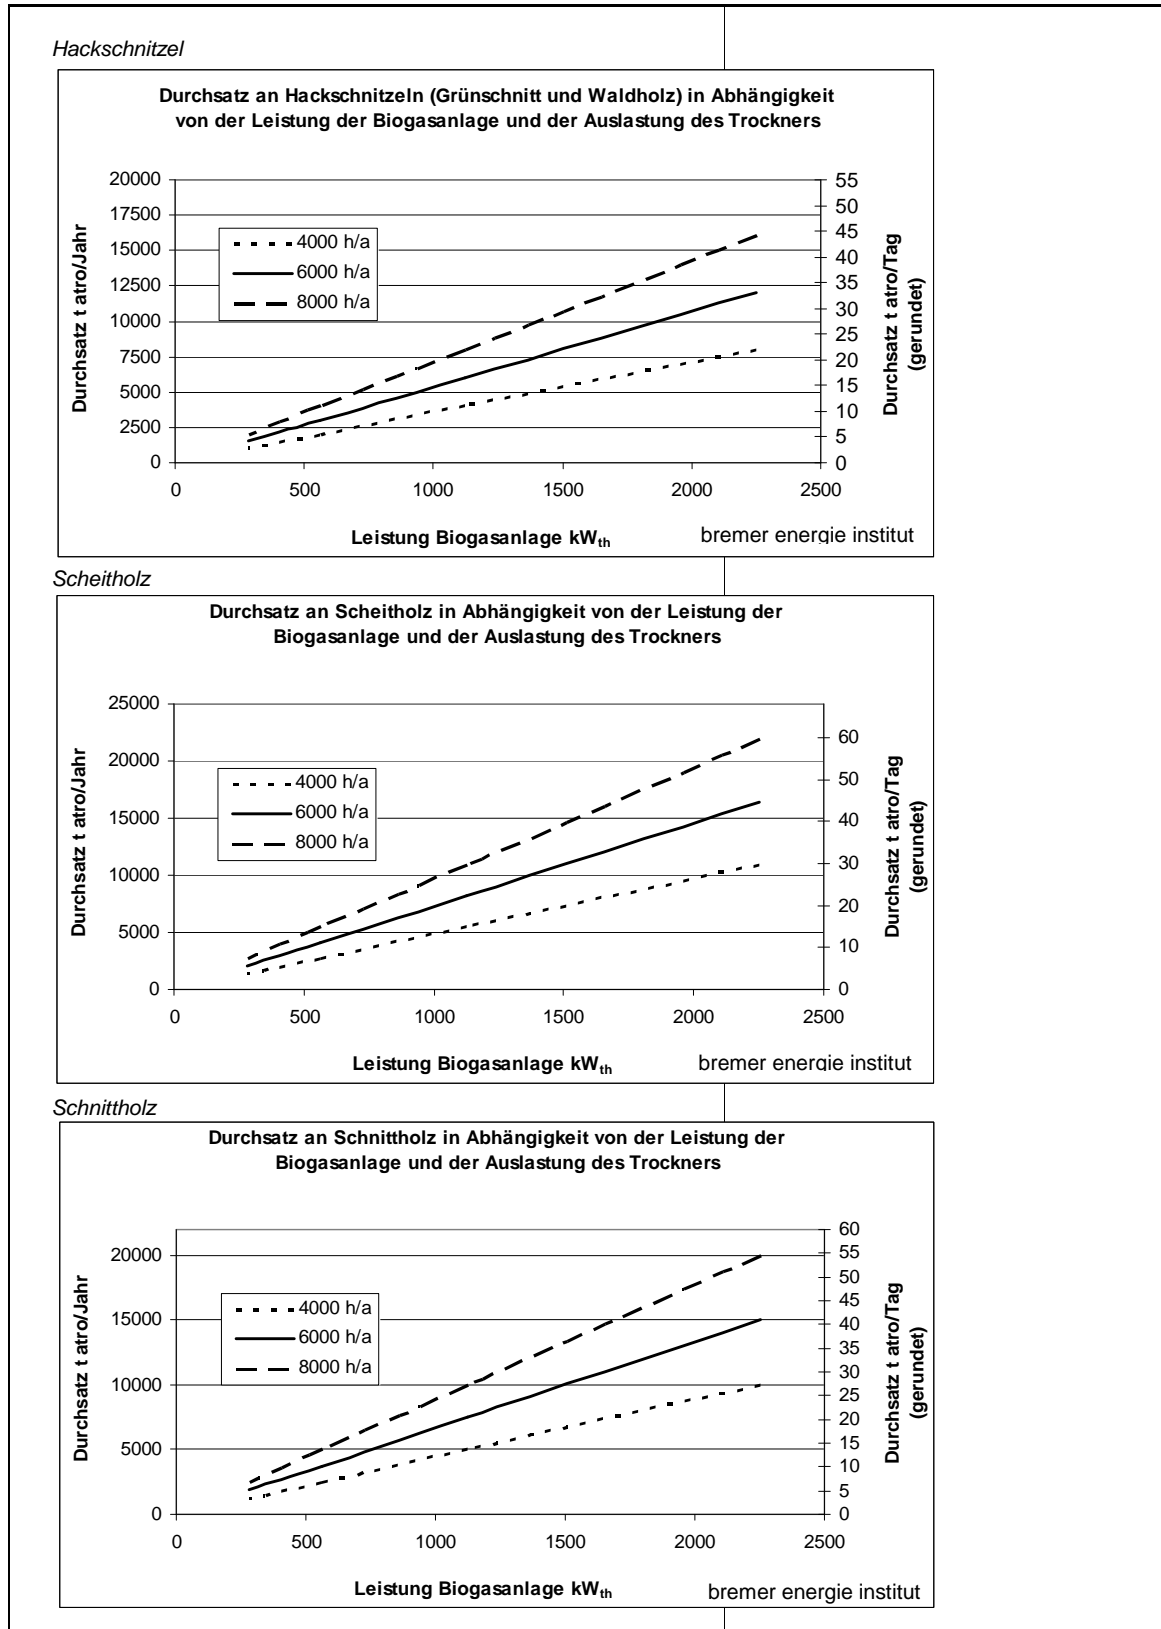 Hackschnitzel
Durchsatz an Hackschnitzeln (Grünschnitt und Waldholz) in Abhängigkeit
von der Leistung der Biogasanlage und der Auslastung des Trockners
Durchsatz t atro/Jahr
20000
17500
15000
12500
10000
7500
5000
2500
0
4000 h/a
6000 h/a
8000 h/a
55
50
45
40
35
30
25
20
15
10
5
0
Durchsatz t atro/Tag
(gerundet)
0 500 1000 1500 2000 2500
Leistung Biogasanlage kWth
bremer energie institut
Scheitholz
Durchsatz an Scheitholz in Abhängigkeit von der Leistung der
Biogasanlage und der Auslastung des Trockners
Durchsatz t atro/Jahr
25000
20000
15000
10000
5000
0
4000 h/a
6000 h/a
8000 h/a
60
50
40
30
20
10
0
Durchsatz t atro/Tag
(gerundet)
0 500 1000 1500 2000 2500
Leistung Biogasanlage kWth
bremer energie institut
Schnittholz
Durchsatz an Schnittholz in Abhängigkeit von der Leistung der
Biogasanlage und der Auslastung des Trockners
Durchsatz t atro/Jahr
20000
15000
10000
5000
0
4000 h/a
6000 h/a
8000 h/a
60
55
50
45
40
35
30
25
20
15
10
5
0
Durchsatz t atro/Tag
(gerundet)
0 500 1000 1500 2000 2500
Leistung Biogasanlage kWth
bremer energie institut